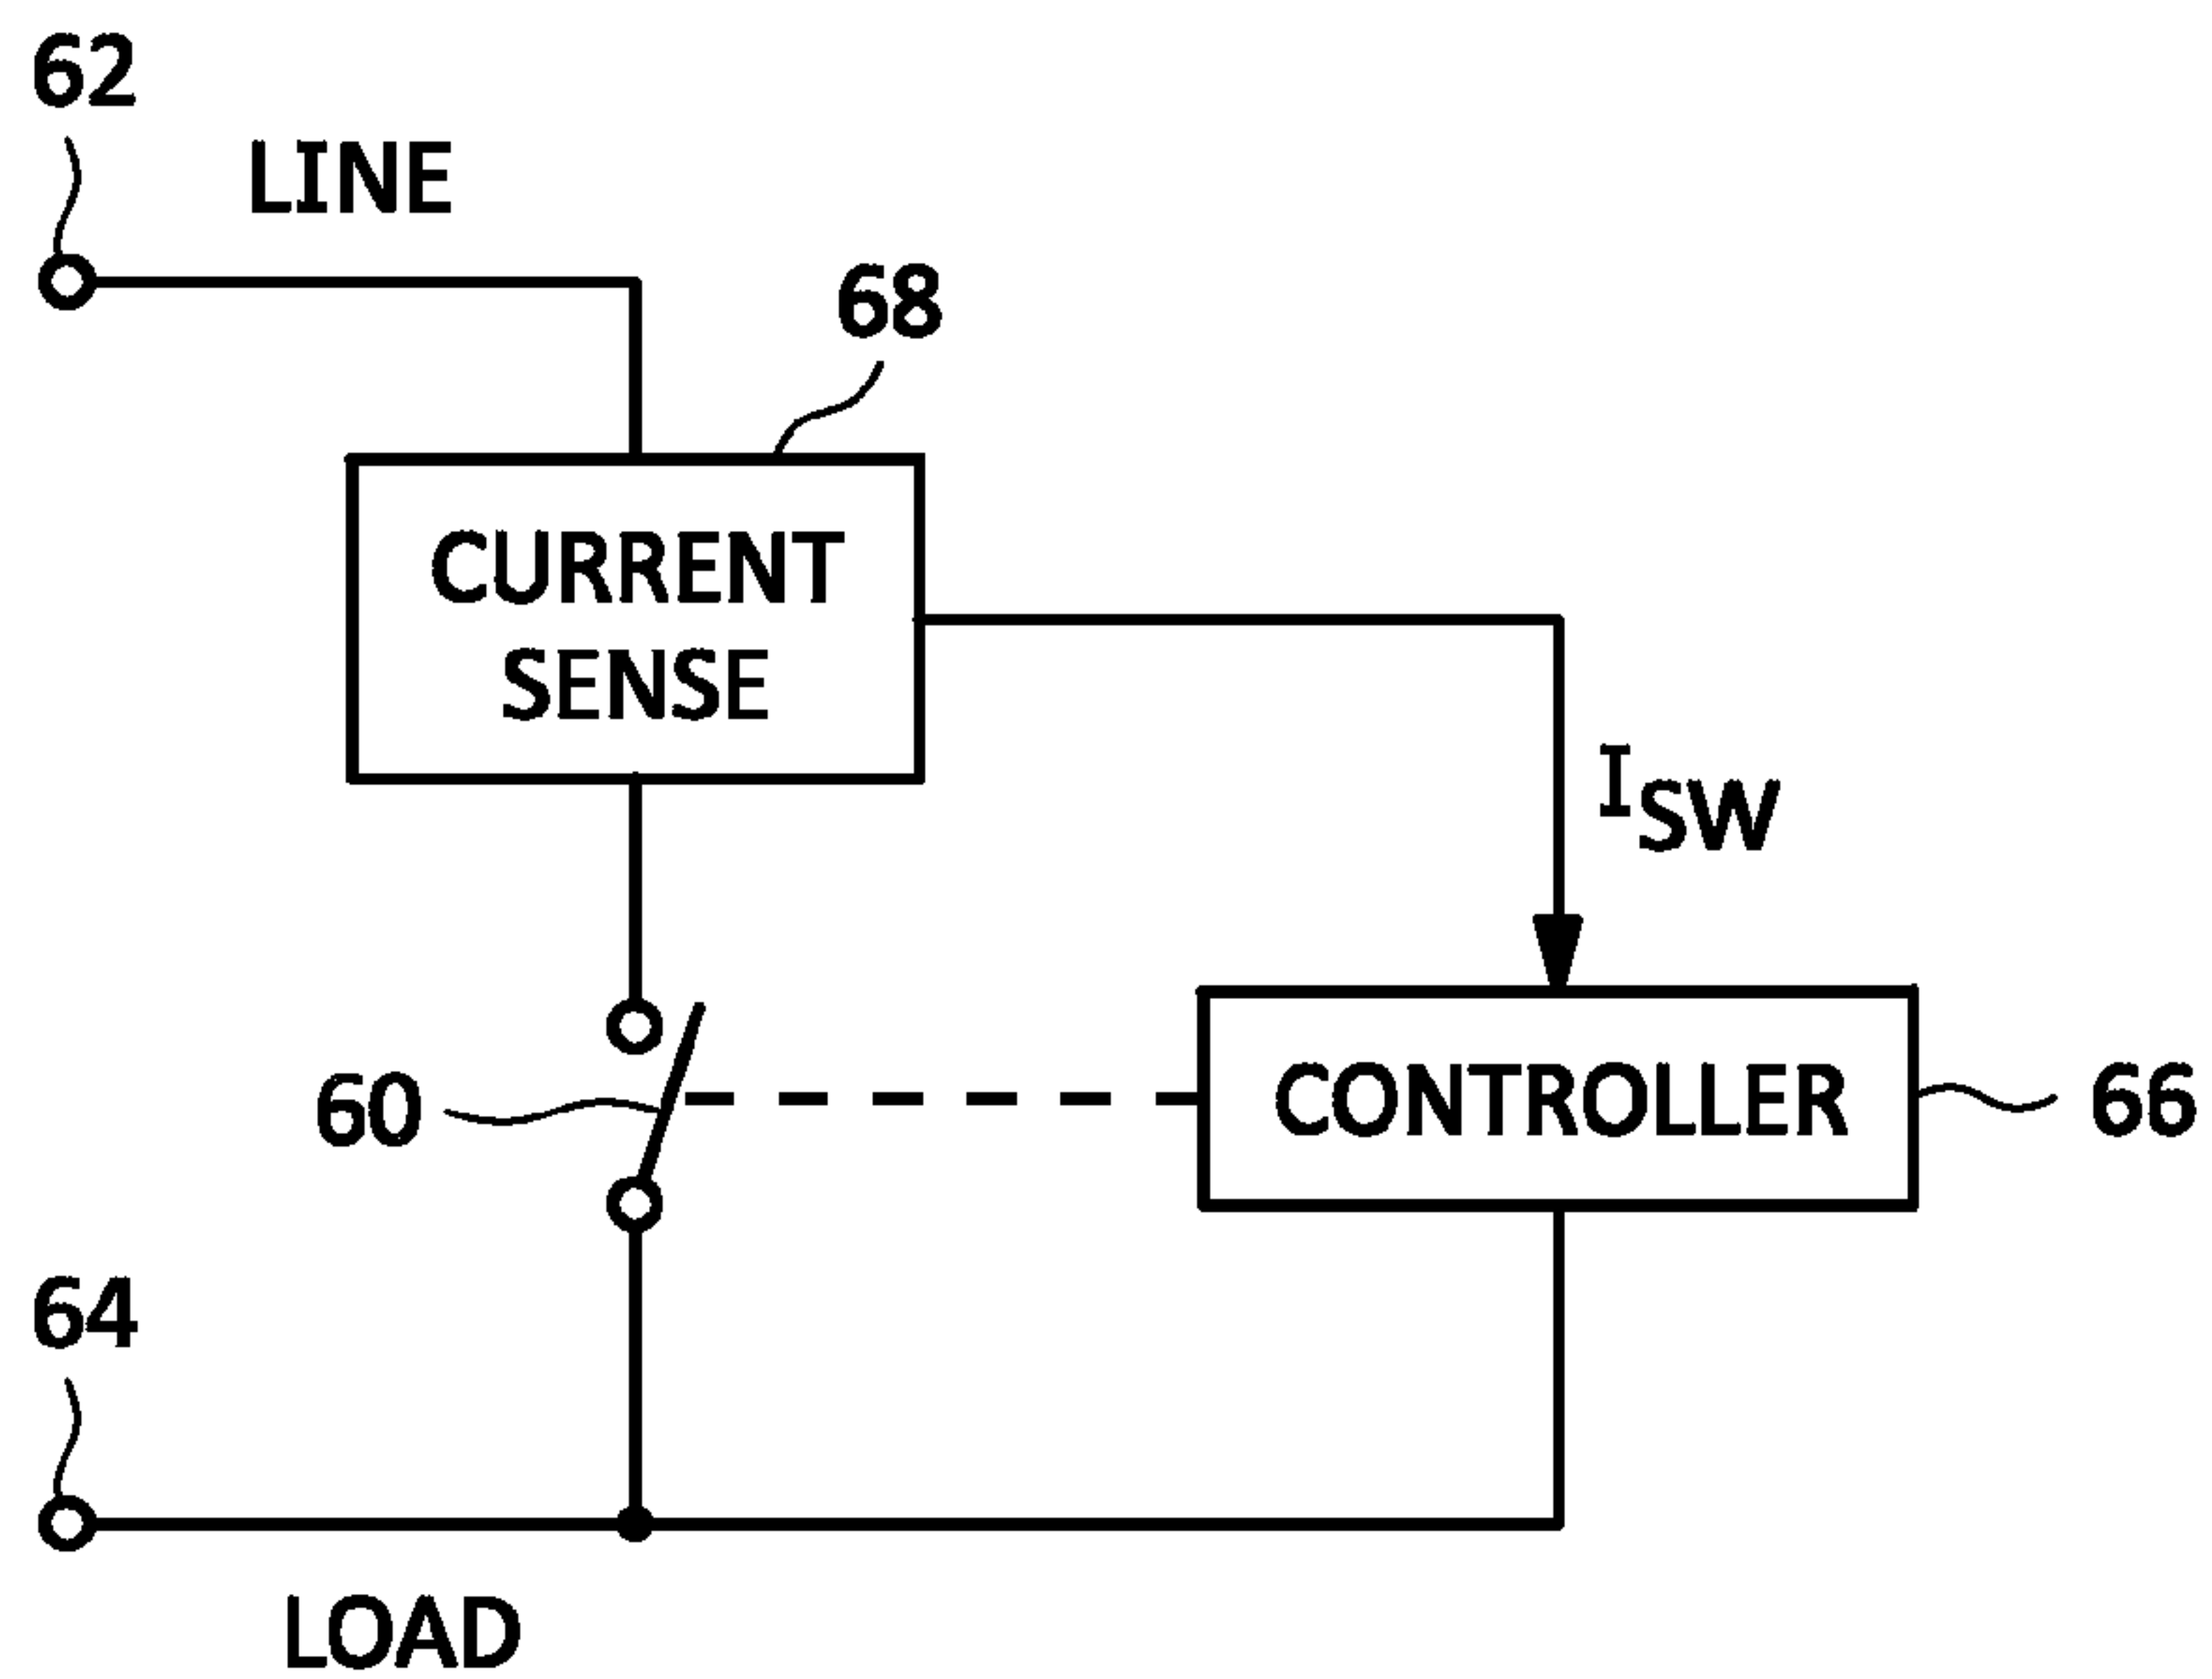 62
LINE
68
CURRENT
SENSE
ISW
60
CONTROLLER
66
64
LOAD